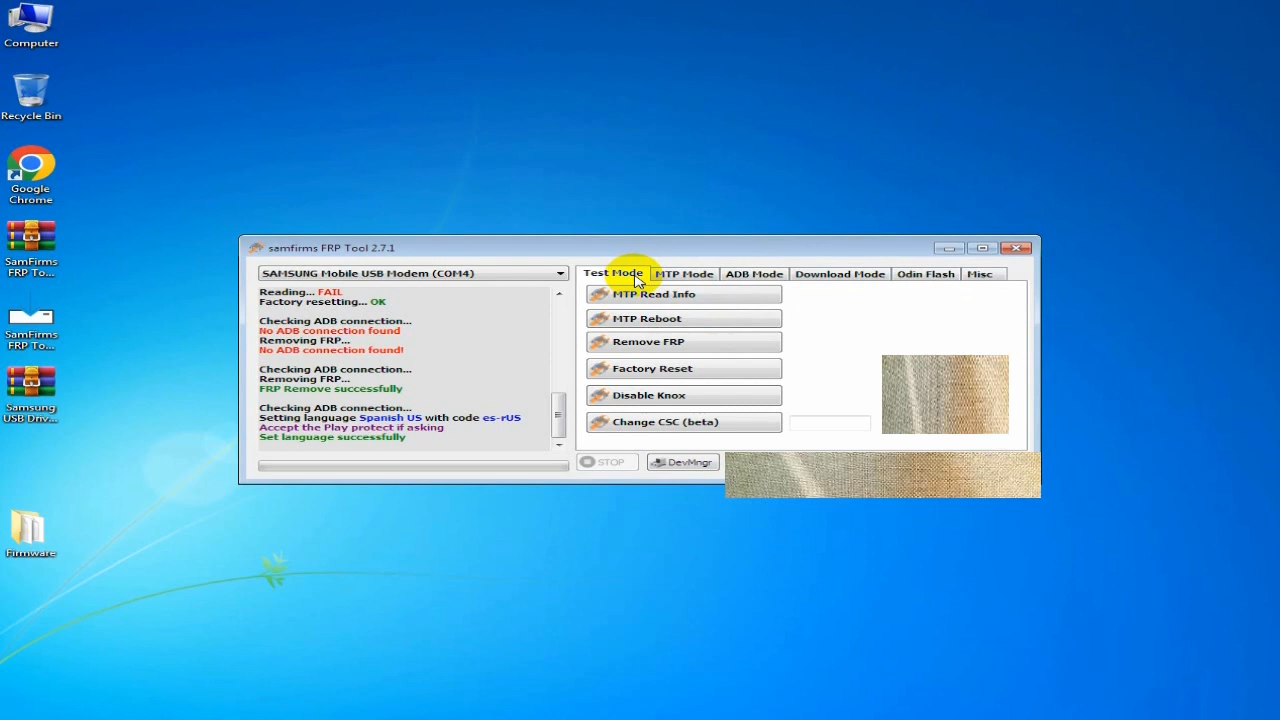 Computer
Recycle Bin
Google
Chrome
SamFirms
FRP To...
SamFirms
FRP To...
Samsung
USB Driv...
Firmware
samfirms FRP Tool 2.7.1
SAMSUNG Mobile USB Modem (COM4)
Reading... FAIL
Factory resetting... OK
Checking ADB connection...
No ADB connection found
Removing FRP...
No ADB connection found!
Checking ADB connection...
Removing FRP...
FRP Remove successfully
Checking ADB connection...
Setting language Spanish US with code es-rUS
Accept the Play protect if asking
Set language successfully
Test Mode MTP Mode ADB Mode Download Mode Odin Flash Misc
MTP Read Info
MTP Reboot
Remove FRP
Factory Reset
Disable Knox
Change CSC (beta)
STOP DevMngr